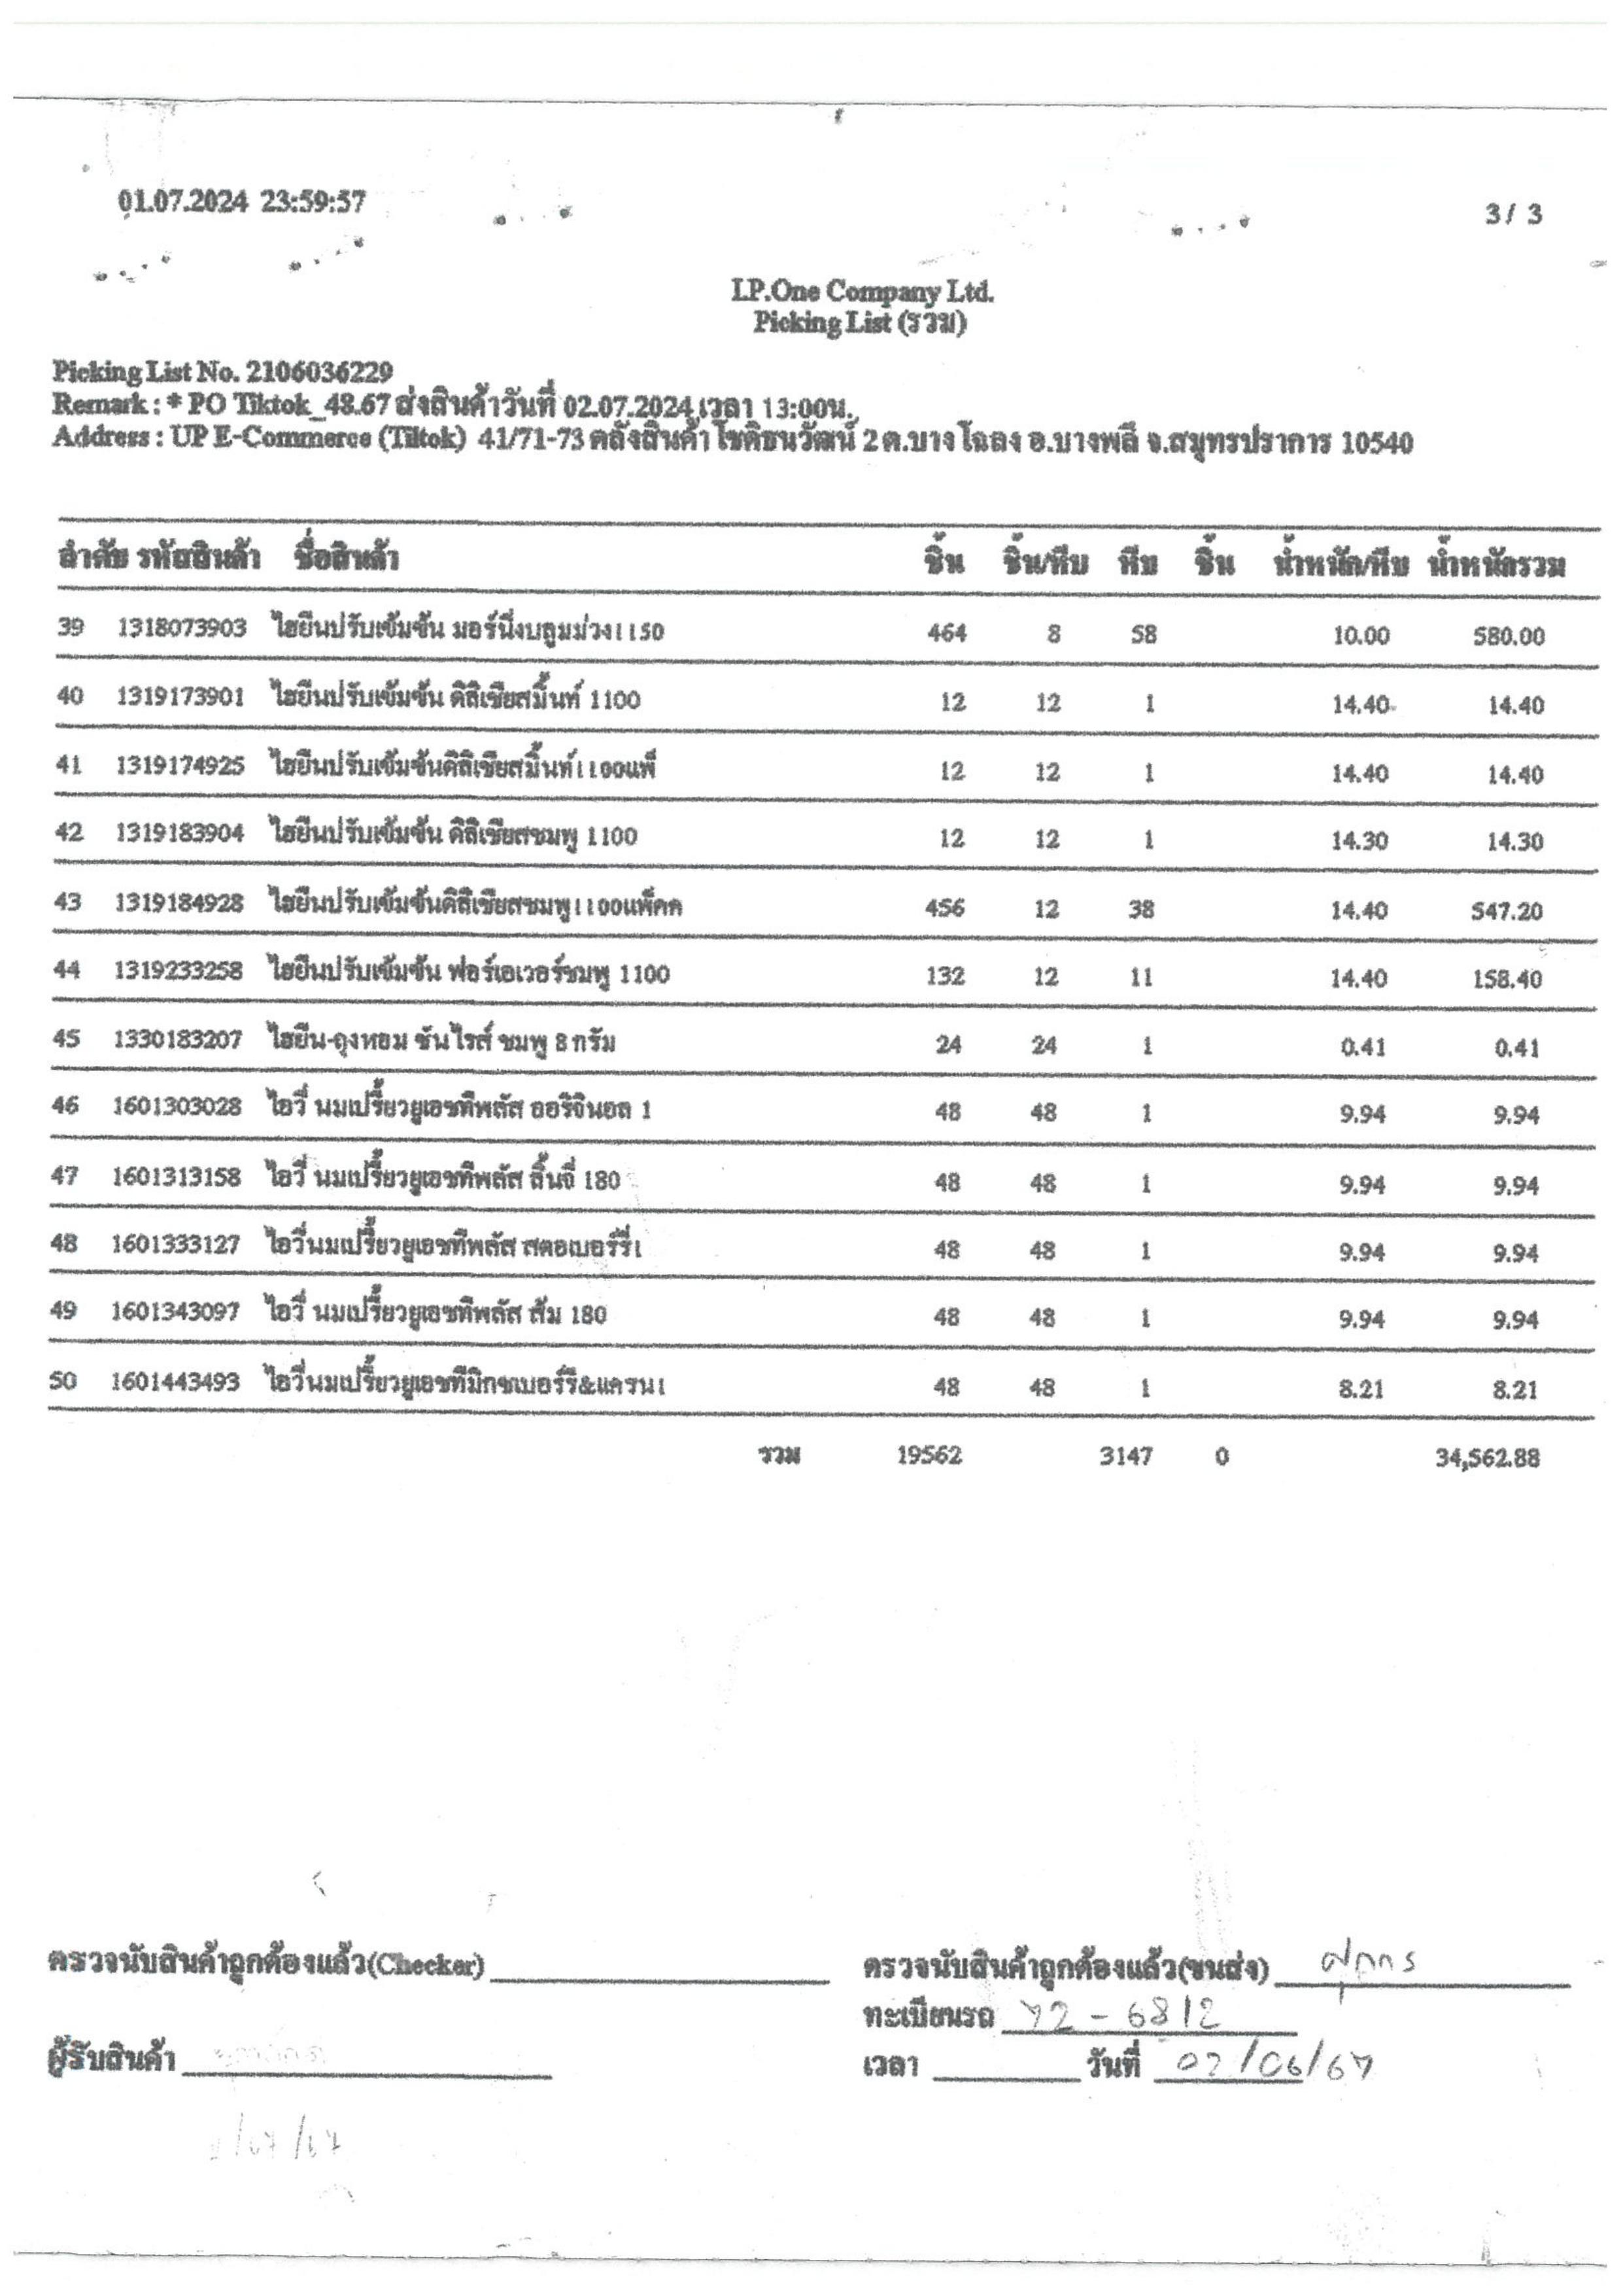 01.07.2024 23:59:57
3 / 3
I.P.One Company Ltd.
Picking List (รวม)
Picking List No. 2106036229
Remark : * PO Tiktok_48.67 ส่งสินค้าวันที่ 02.07.2024 เวลา 13:00น.
Address : UP E-Commerce (Tiktok) 41/71-73 คลังสินค้า โชติธนวัฒน์ 2 ต.บางโฉลง อ.บางพลี จ.สมุทรปราการ 10540
ลำดับ รหัสสินค้า ชื่อสินค้า ชิ้น ชิ้น/หีบ หีบ ชิ้น น้ำหนัก/หีบ น้ำหนักรวม
39 1318073903 ไฮยีนปรับเข้มข้น มอร์นิ่งบลูมม่วง1150 464 8 58 10.00 580.00
40 1319173901 ไฮยีนปรับเข้มข้น ดิลิเชียสมิ้นท์ 1100 12 12 1 14.40 14.40
41 1319174925 ไฮยีนปรับเข้มข้นดิลิเชียสมิ้นท์1100แพ็ 12 12 1 14.40 14.40
42 1319183904 ไฮยีนปรับเข้มข้น ดิลิเชียสชมพู 1100 12 12 1 14.30 14.30
43 1319184928 ไฮยีนปรับเข้มข้นดิลิเชียสชมพู1100แพ็คค 456 12 38 14.40 547.20
44 1319233258 ไฮยีนปรับเข้มข้น ฟอร์เอเวอร์ชมพู 1100 132 12 11 14.40 158.40
45 1330183207 ไฮยีน-ถุงหอม ซันไรส์ ชมพู 8 กรัม 24 24 1 0.41 0.41
46 1601303028 ไอวี่ นมเปรี้ยวยูเอชทีพลัส ออริจินอล 1 48 48 1 9.94 9.94
47 1601313158 ไอวี่ นมเปรี้ยวยูเอชทีพลัส ลิ้นจี่ 180 48 48 1 9.94 9.94
48 1601333127 ไอวี่นมเปรี้ยวยูเอชทีพลัส สตอเบอร์รี่1 48 48 1 9.94 9.94
49 1601343097 ไอวี่ นมเปรี้ยวยูเอชทีพลัส ส้ม 180 48 48 1 9.94 9.94
50 1601443493 ไอวี่นมเปรี้ยวยูเอชทีมิกซเบอร์รี&แครน1 48 48 1 8.21 8.21
รวม 19562 3147 0 34,562.88
ตรวจนับสินค้าถูกต้องแล้ว(Checker)
ตรวจนับสินค้าถูกต้องแล้ว(ขนส่ง) ศุภกร
ทะเบียนรถ 72-6812
ผู้รับสินค้า
เวลา วันที่ 02/06/67